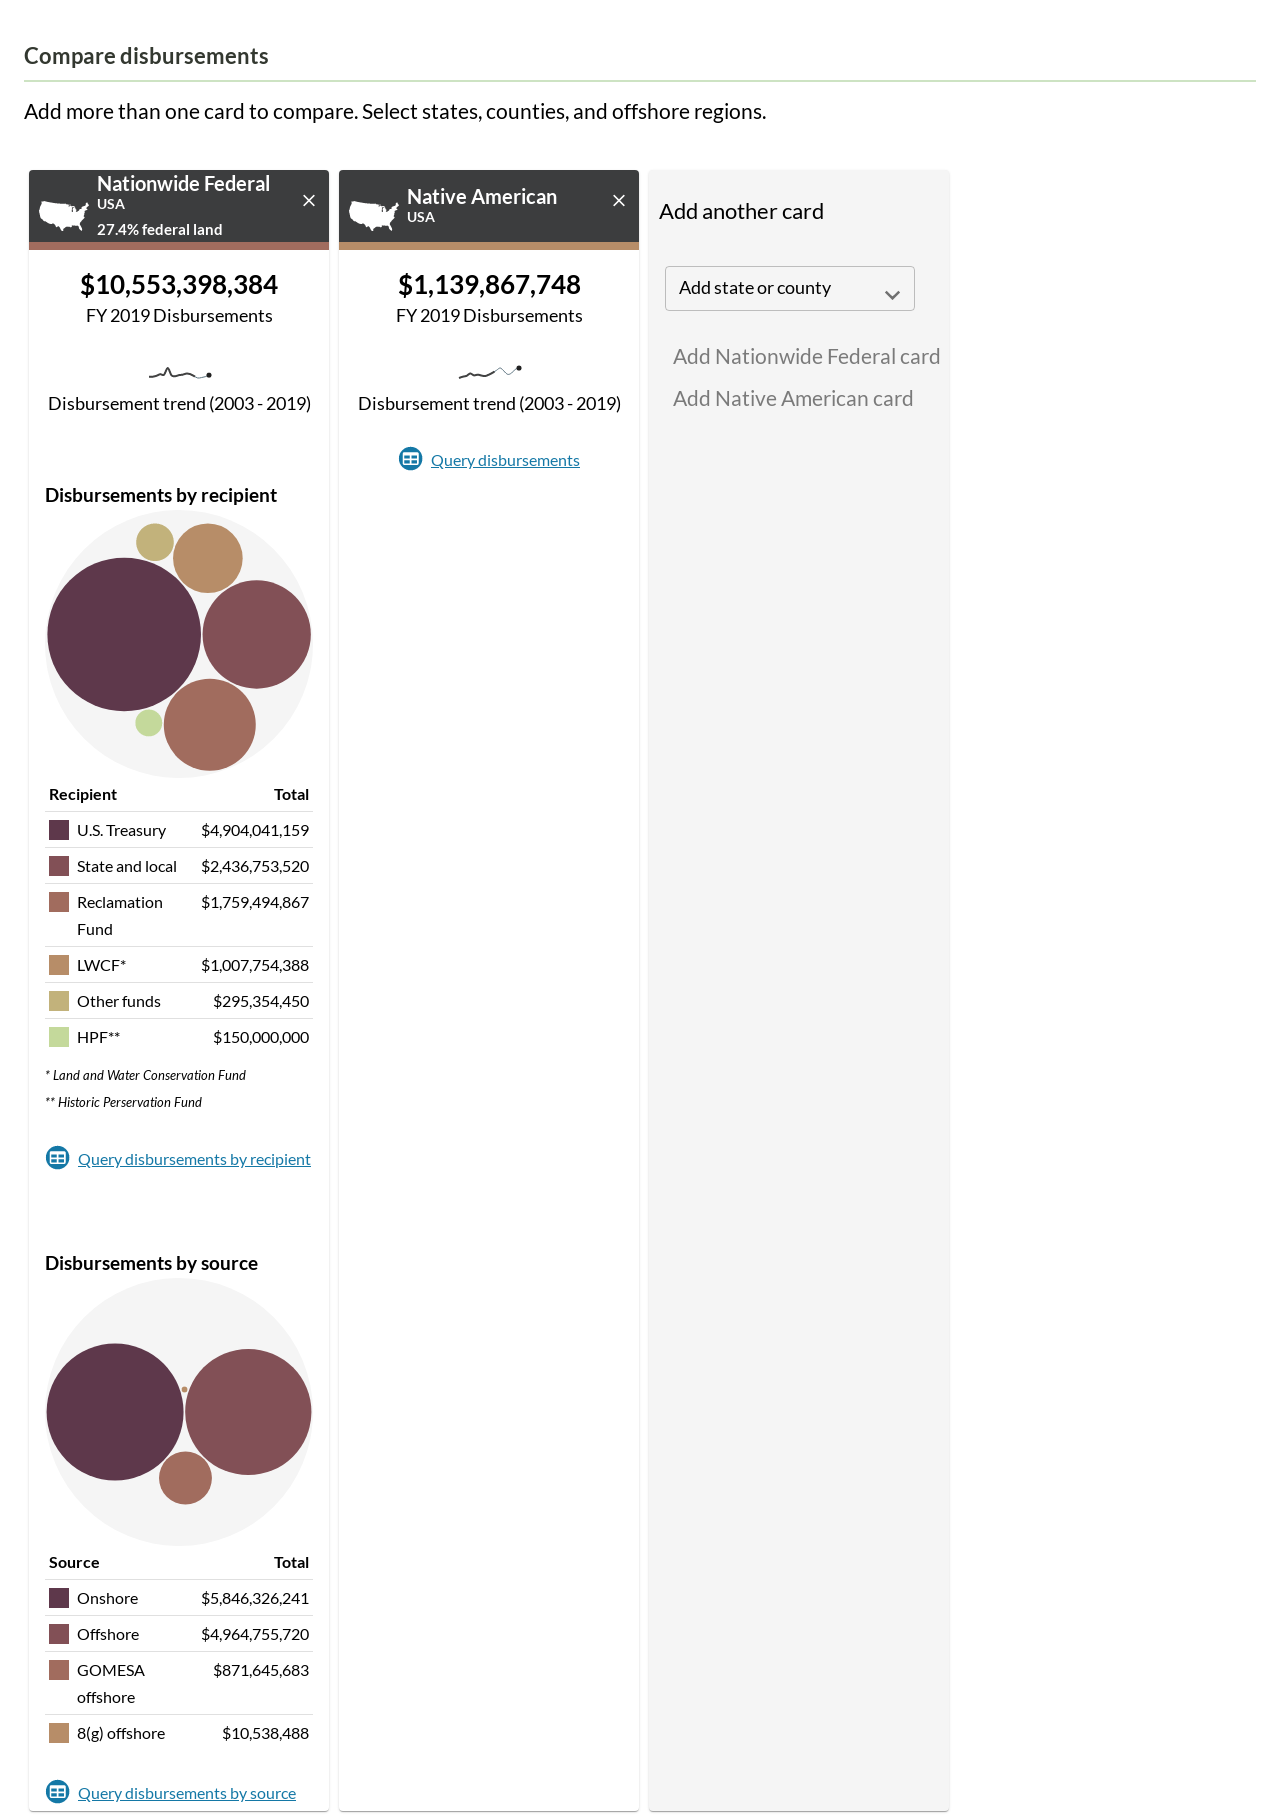 Compare disbursements
Add more than one card to compare. Select states, counties, and offshore regions.
Nationwide Federal
USA
27.4% federal land
$10,553,398,384
FY 2019 Disbursements
Disbursement trend (2003 - 2019)
Disbursements by recipient
Recipient Total
U.S. Treasury $4,904,041,159
State and local $2,436,753,520
Reclamation $1,759,494,867
Fund
LWCF* $1,007,754,388
Other funds $295,354,450
HPF** $150,000,000
* Land and Water Conservation Fund
** Historic Perservation Fund
Query disbursements by recipient
Disbursements by source
Source Total
Onshore $5,846,326,241
Offshore $4,964,755,720
GOMESA $871,645,683
offshore
8(g) offshore $10,538,488
Query disbursements by source
Native American
USA
$1,139,867,748
FY 2019 Disbursements
Disbursement trend (2003 - 2019)
Query disbursements
Add another card
Add state or county
Add Nationwide Federal card
Add Native American card